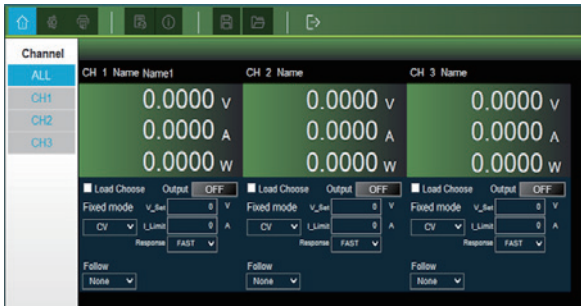 Channel
ALL
CH1
CH2
CH3
CH 1 Name Name1
0.0000 V
0.0000 A
0.0000 W
Load Choose Output OFF
Fixed mode V_Set 0 V
CV I_Limit 0 A
Response FAST
Follow
None
CH 2 Name
0.0000 V
0.0000 A
0.0000 W
Load Choose Output OFF
Fixed mode V_Set 0 V
CV I_Limit 0 A
Response FAST
Follow
None
CH 3 Name
0.0000 V
0.0000 A
0.0000 W
Load Choose Output OFF
Fixed mode V_Set 0 V
CV I_Limit 0 A
Response FAST
Follow
None